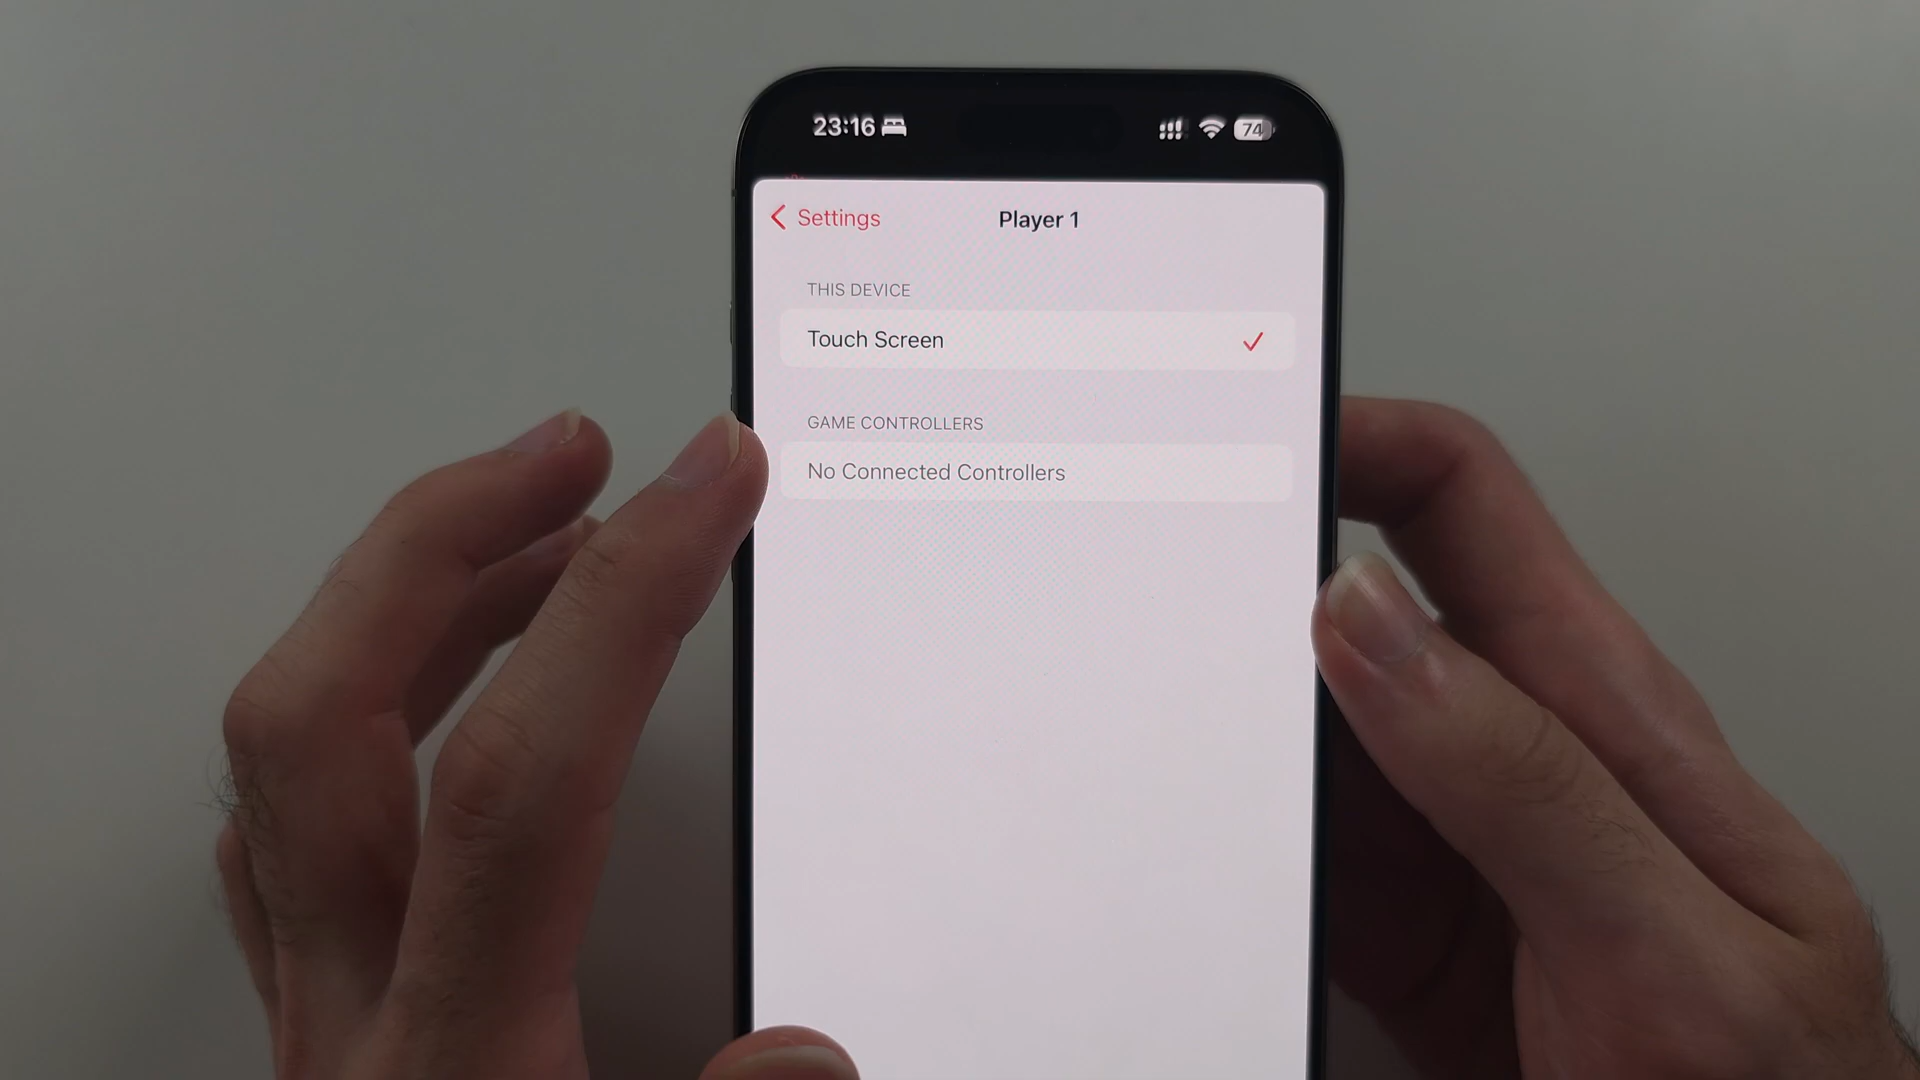 23:16
74
Settings
Player 1
THIS DEVICE
Touch Screen
GAME CONTROLLERS
No Connected Controllers